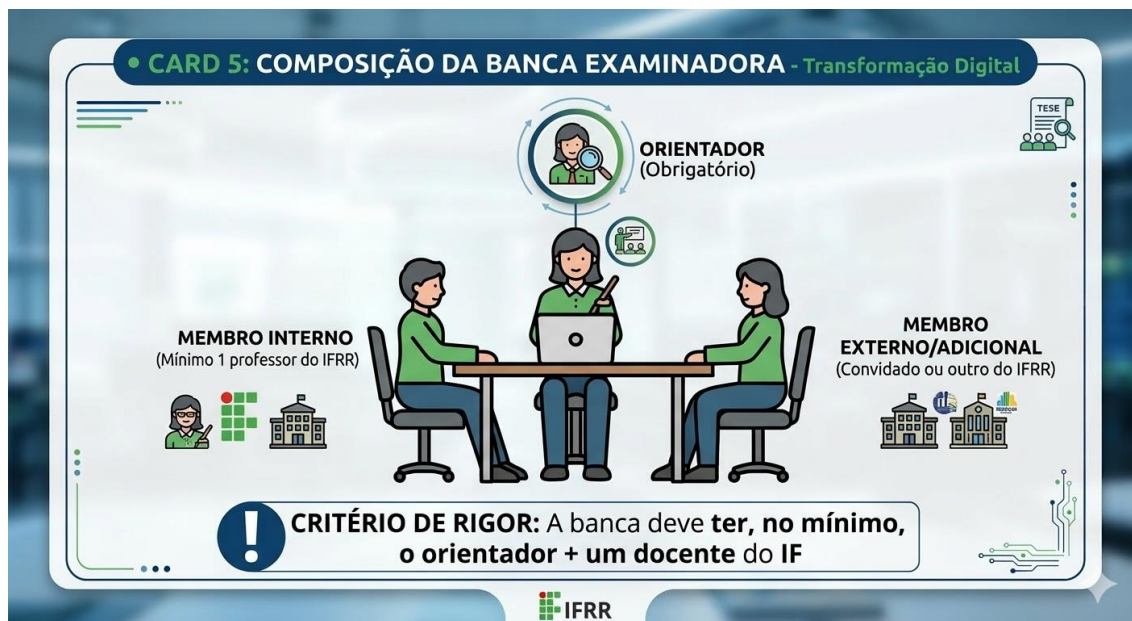 • CARD 5: COMPOSIÇÃO DA BANCA EXAMINADORA - Transformação Digital
TESE
ORIENTADOR
(Obrigatório)
MEMBRO INTERNO
(Mínimo 1 professor do IFRR)
MEMBRO
EXTERNO/ADICIONAL
(Convidado ou outro do IFRR)
! CRITÉRIO DE RIGOR: A banca deve ter, no mínimo,
o orientador + um docente do IF
IFRR